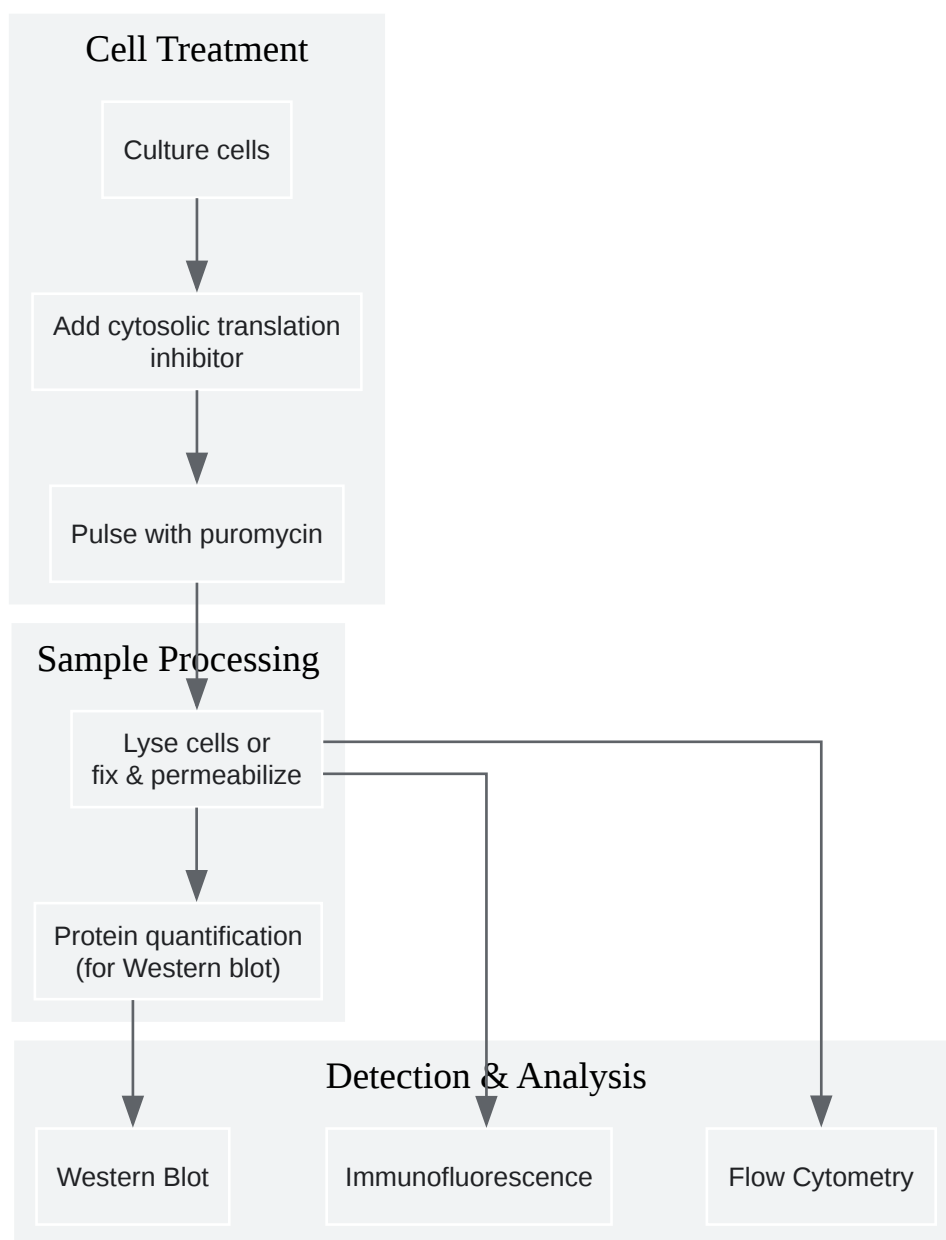 Cell Treatment
Culture cells
Add cytosolic translation
inhibitor
Pulse with puromycin
Sample Processing
Lyse cells or
fix & permeabilize
Protein quantification
(for Western blot)
Detection & Analysis
Western Blot
Immunofluorescence
Flow Cytometry